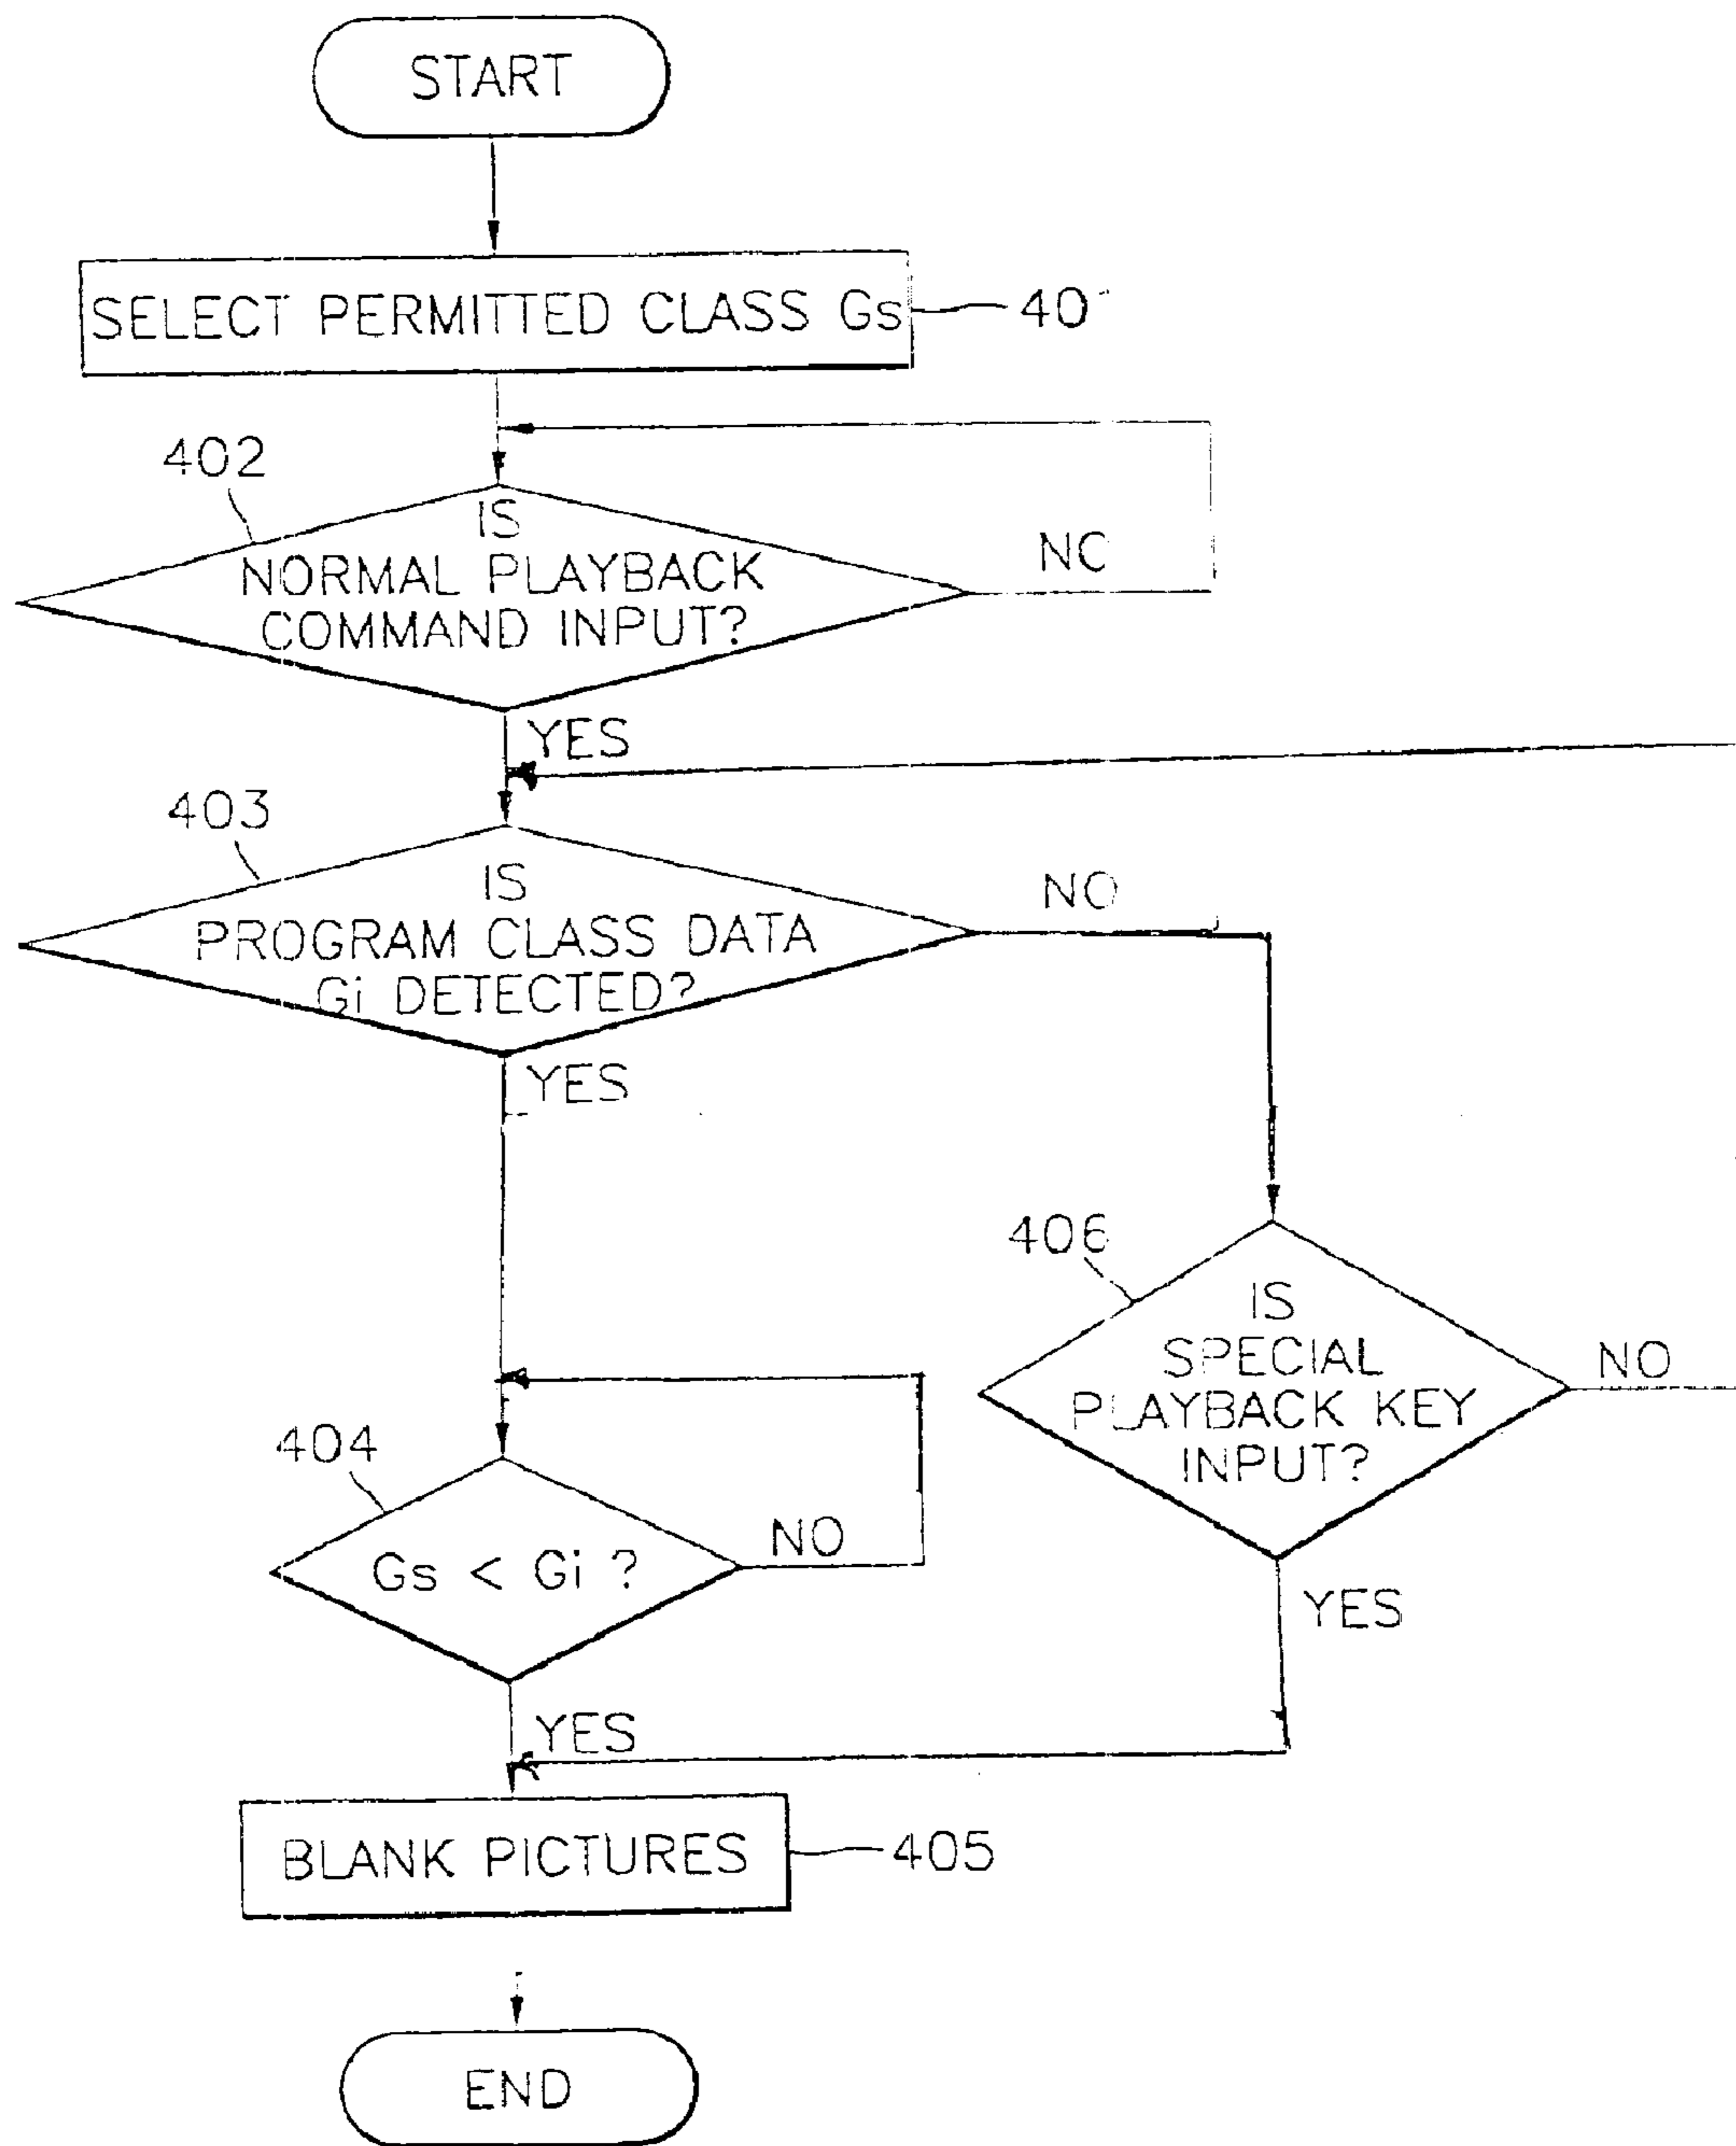 START
SELECT PERMITTED CLASS Gs
40
402
IS
NORMAL PLAYBACK
COMMAND INPUT?
NO
YES
403
IS
PROGRAM CLASS DATA
Gi DETECTED?
NO
YES
406
IS
SPECIAL
PLAYBACK KEY
INPUT?
NO
YES
404
Gs < Gi ?
NO
YES
BLANK PICTURES
405
END